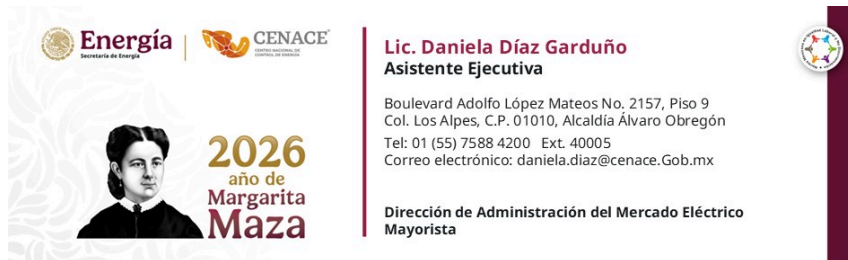 Energía
Secretaría de Energía
CENACE
CENTRO NACIONAL DE
CONTROL DE ENERGÍA
2026
año de
Margarita
Maza
Lic. Daniela Díaz Garduño
Asistente Ejecutiva
Boulevard Adolfo López Mateos No. 2157, Piso 9
Col. Los Alpes, C.P. 01010, Alcaldía Álvaro Obregón
Tel: 01 (55) 7588 4200 Ext. 40005
Correo electrónico: daniela.diaz@cenace.Gob.mx
Dirección de Administración del Mercado Eléctrico
Mayorista